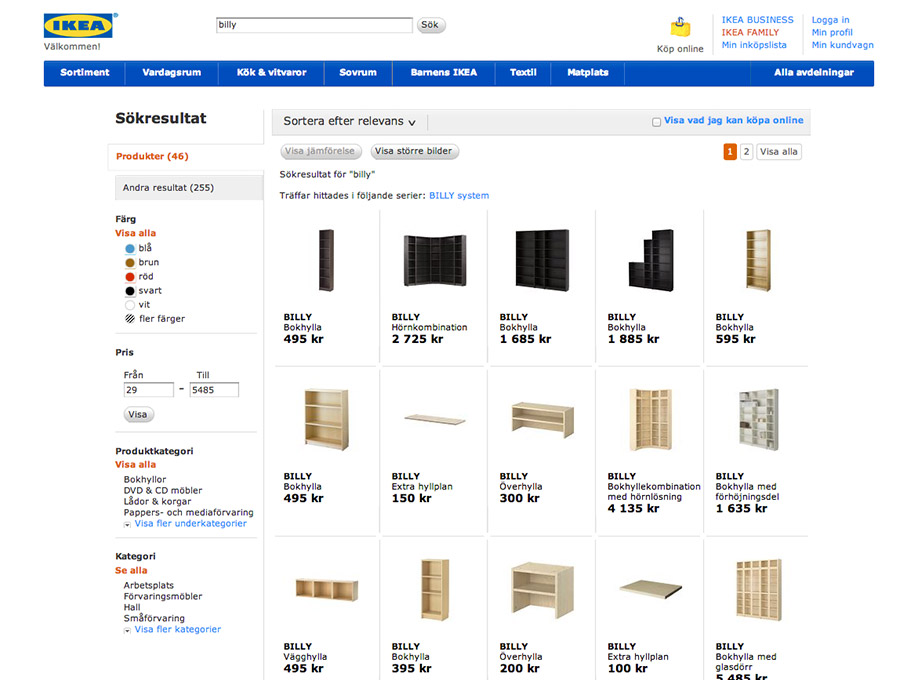 IKEA®
Välkommen!
billy
Sök
Köp online
IKEA BUSINESS
IKEA FAMILY
Min inköpslista
Logga in
Min profil
Min kundvagn
Sortiment
Vardagsrum
Kök & vitvaror
Sovrum
Barnens IKEA
Textil
Matplats
Alla avdelningar
Sökresultat
Produkter (46)
Andra resultat (255)
Färg
Visa alla
blå
brun
röd
svart
vit
fler färger
Pris
Från
Till
29
–
5485
Visa
Produktkategori
Visa alla
Bokhyllor
DVD & CD möbler
Lådor & korgar
Pappers- och mediaförvaring
Visa fler underkategorier
Kategori
Se alla
Arbetsplats
Förvaringsmöbler
Hall
Småförvaring
Visa fler kategorier
Sortera efter relevans
Visa vad jag kan köpa online
Visa jämförelse
Visa större bilder
1
2
Visa alla
Sökresultat för "billy"
Träffar hittades i följande serier: BILLY system
BILLY
Bokhylla
495 kr
BILLY
Hörnkombination
2 725 kr
BILLY
Bokhylla
1 685 kr
BILLY
Bokhylla
1 885 kr
BILLY
Bokhylla
595 kr
BILLY
Bokhylla
495 kr
BILLY
Extra hyllplan
150 kr
BILLY
Överhylla
300 kr
BILLY
Bokhyllekombination
med hörnlösning
4 135 kr
BILLY
Bokhylla med
förhöjningsdel
1 635 kr
BILLY
Vägghylla
495 kr
BILLY
Bokhylla
395 kr
BILLY
Överhylla
200 kr
BILLY
Extra hyllplan
100 kr
BILLY
Bokhylla med
glasdörr
5 485 kr